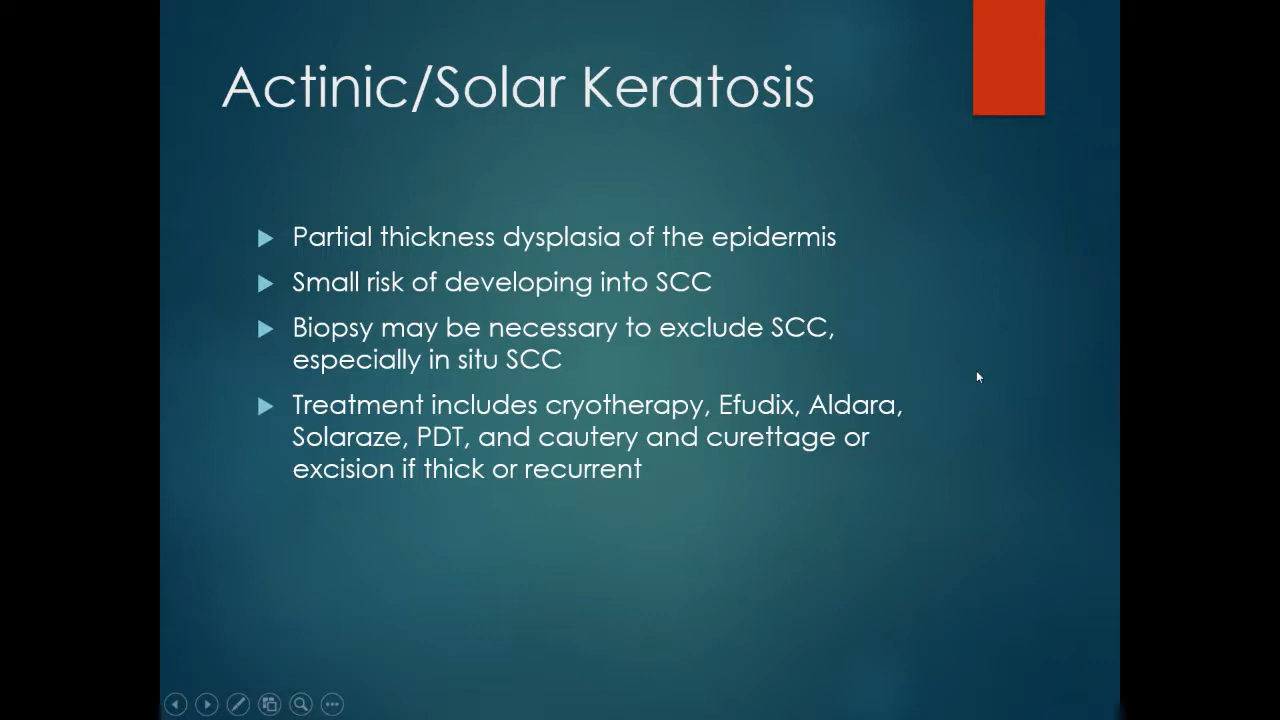 Actinic/Solar Keratosis
Partial thickness dysplasia of the epidermis
Small risk of developing into SCC
Biopsy may be necessary to exclude SCC,
especially in situ SCC
Treatment includes cryotherapy, Efudix, Aldara,
Solaraze, PDT, and cautery and curettage or
excision if thick or recurrent